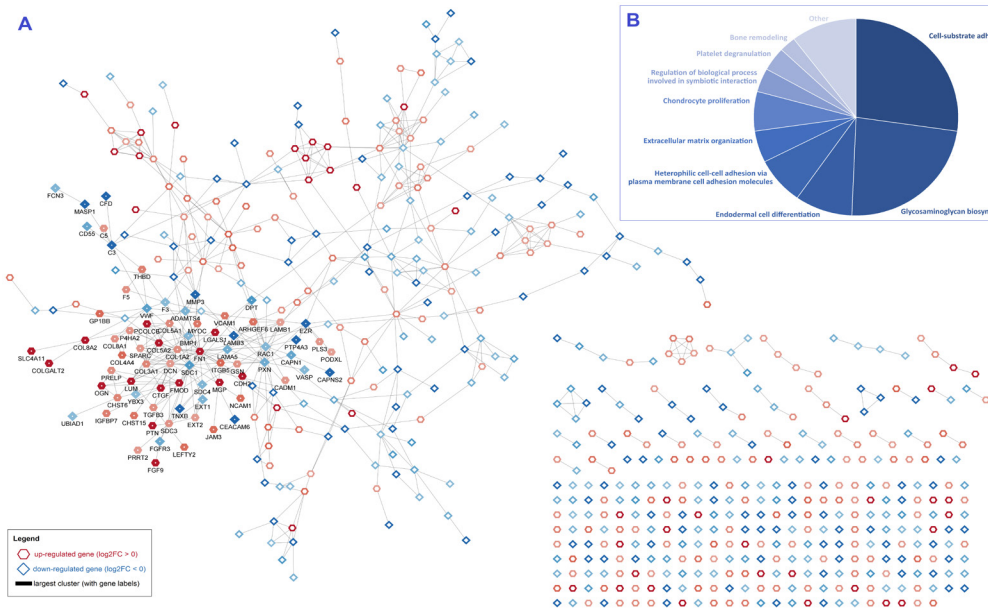 A
B
Other
Bone remodeling
Platelet degranulation
Regulation of biological process
involved in symbiotic interaction
Chondrocyte proliferation
Extracellular matrix organization
Heterophilic cell-cell adhesion via
plasma membrane cell adhesion molecules
Endodermal cell differentiation
Cell-substrate adh
Glycosaminoglycan biosyn
FCN3
MASP1
CFD
CD55
C5
C3
THBD
F5
F3
MMP3
DPT
GP1BB
VWF
ADAMTS4
VCAM1
ARHGEF6
LAMB1
EZR
PCOLCE
COL5A1
MYOC
P4HA2
COL8A2
COL8A1
COL5A2
BMP1
LGALS1
LAMB3
PTP4A3
PLS3
SLC4A11
SPARC
COL1A2
FN1
LAMA5
RAC1
PODXL
COLGALT2
COL4A4
COL3A1
DCN
SDC1
ITGB5
GSN
PXN
CAPN1
VASP
CAPNS2
PRELP
CDH2
CADM1
OGN
LUM
FMOD
SDC4
MGP
CHST6
YBX3
CTGF
EXT1
NCAM1
UBIAD1
IGFBP7
TGFB3
TNXB
CHST15
SDC3
EXT2
CEACAM6
PTN
JAM3
PRRT2
FGFR3
LEFTY2
FGF9
Legend
up-regulated gene (log2FC > 0)
down-regulated gene (log2FC < 0)
largest cluster (with gene labels)